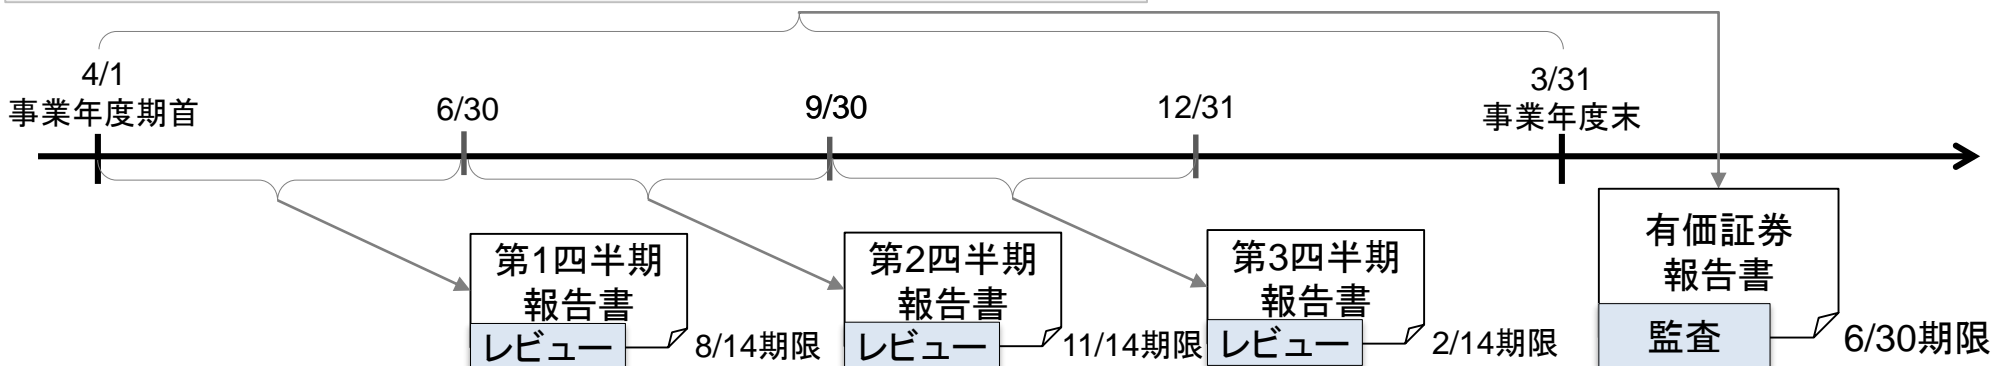 4/1
事業年度期首
6/30
9/30
12/31
3/31
事業年度末
第1四半期
報告書
レビュー
8/14期限
第2四半期
報告書
レビュー
11/14期限
第3四半期
報告書
レビュー
2/14期限
有価証券
報告書
監査
6/30期限